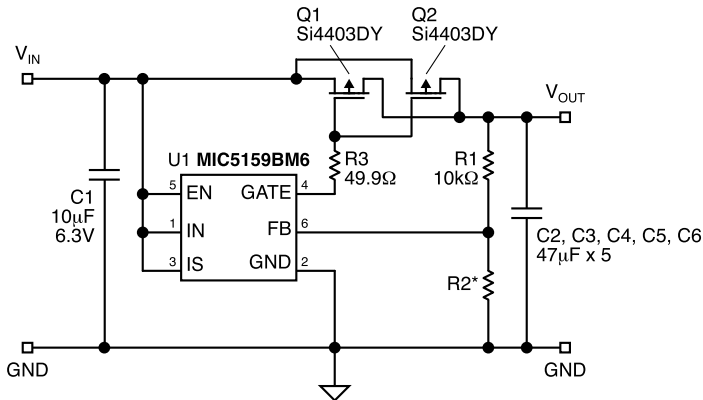 Q1
Si4403DY
Q2
Si4403DY
VIN
VOUT
U1 MIC5159BM6
R3
49.9Ω
R1
10kΩ
C1
10µF
6.3V
5 EN
GATE 4
1 IN
FB 6
3 IS
GND 2
C2, C3, C4, C5, C6
47µF x 5
R2*
GND
GND